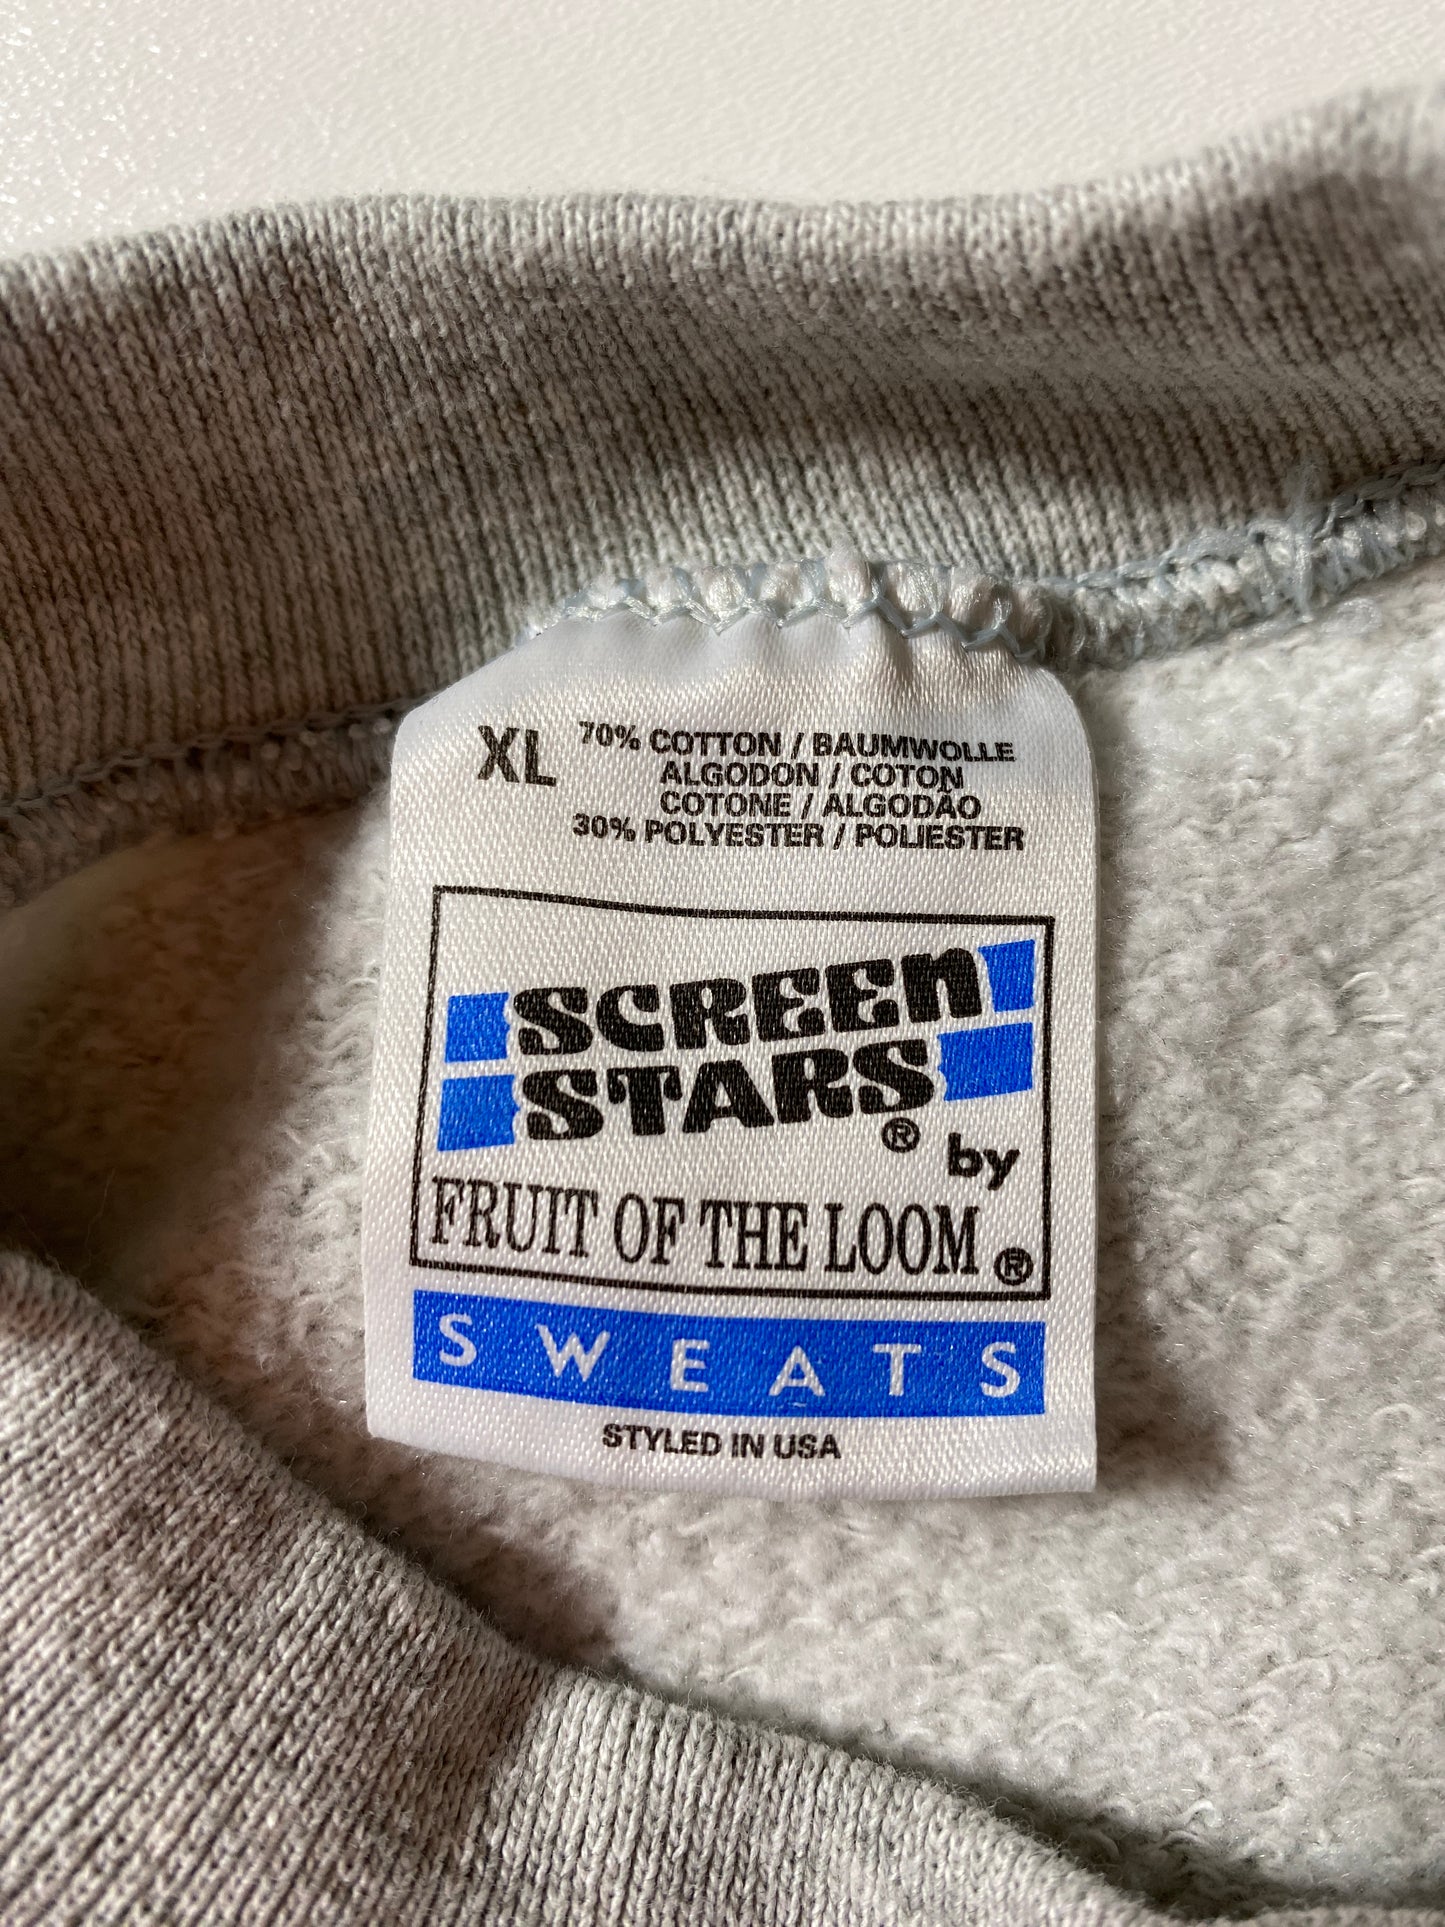 XL
70% COTTON / BAUMWOLLE
ALGODON / COTON
COTONE / ALGODÃO
30% POLYESTER / POLIESTER
SCREEN
STARS® by
FRUIT OF THE LOOM®
SWEATS
STYLED IN USA